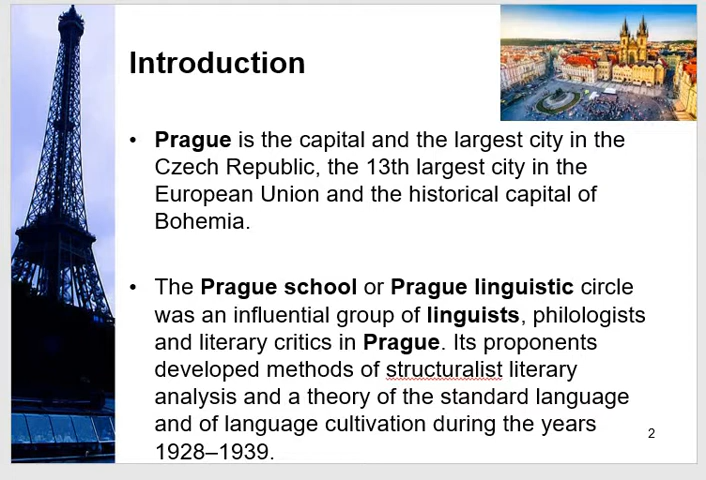 Introduction
• Prague is the capital and the largest city in the
Czech Republic, the 13th largest city in the
European Union and the historical capital of
Bohemia.
• The Prague school or Prague linguistic circle
was an influential group of linguists, philologists
and literary critics in Prague. Its proponents
developed methods of structuralist literary
analysis and a theory of the standard language
and of language cultivation during the years
1928–1939.
2